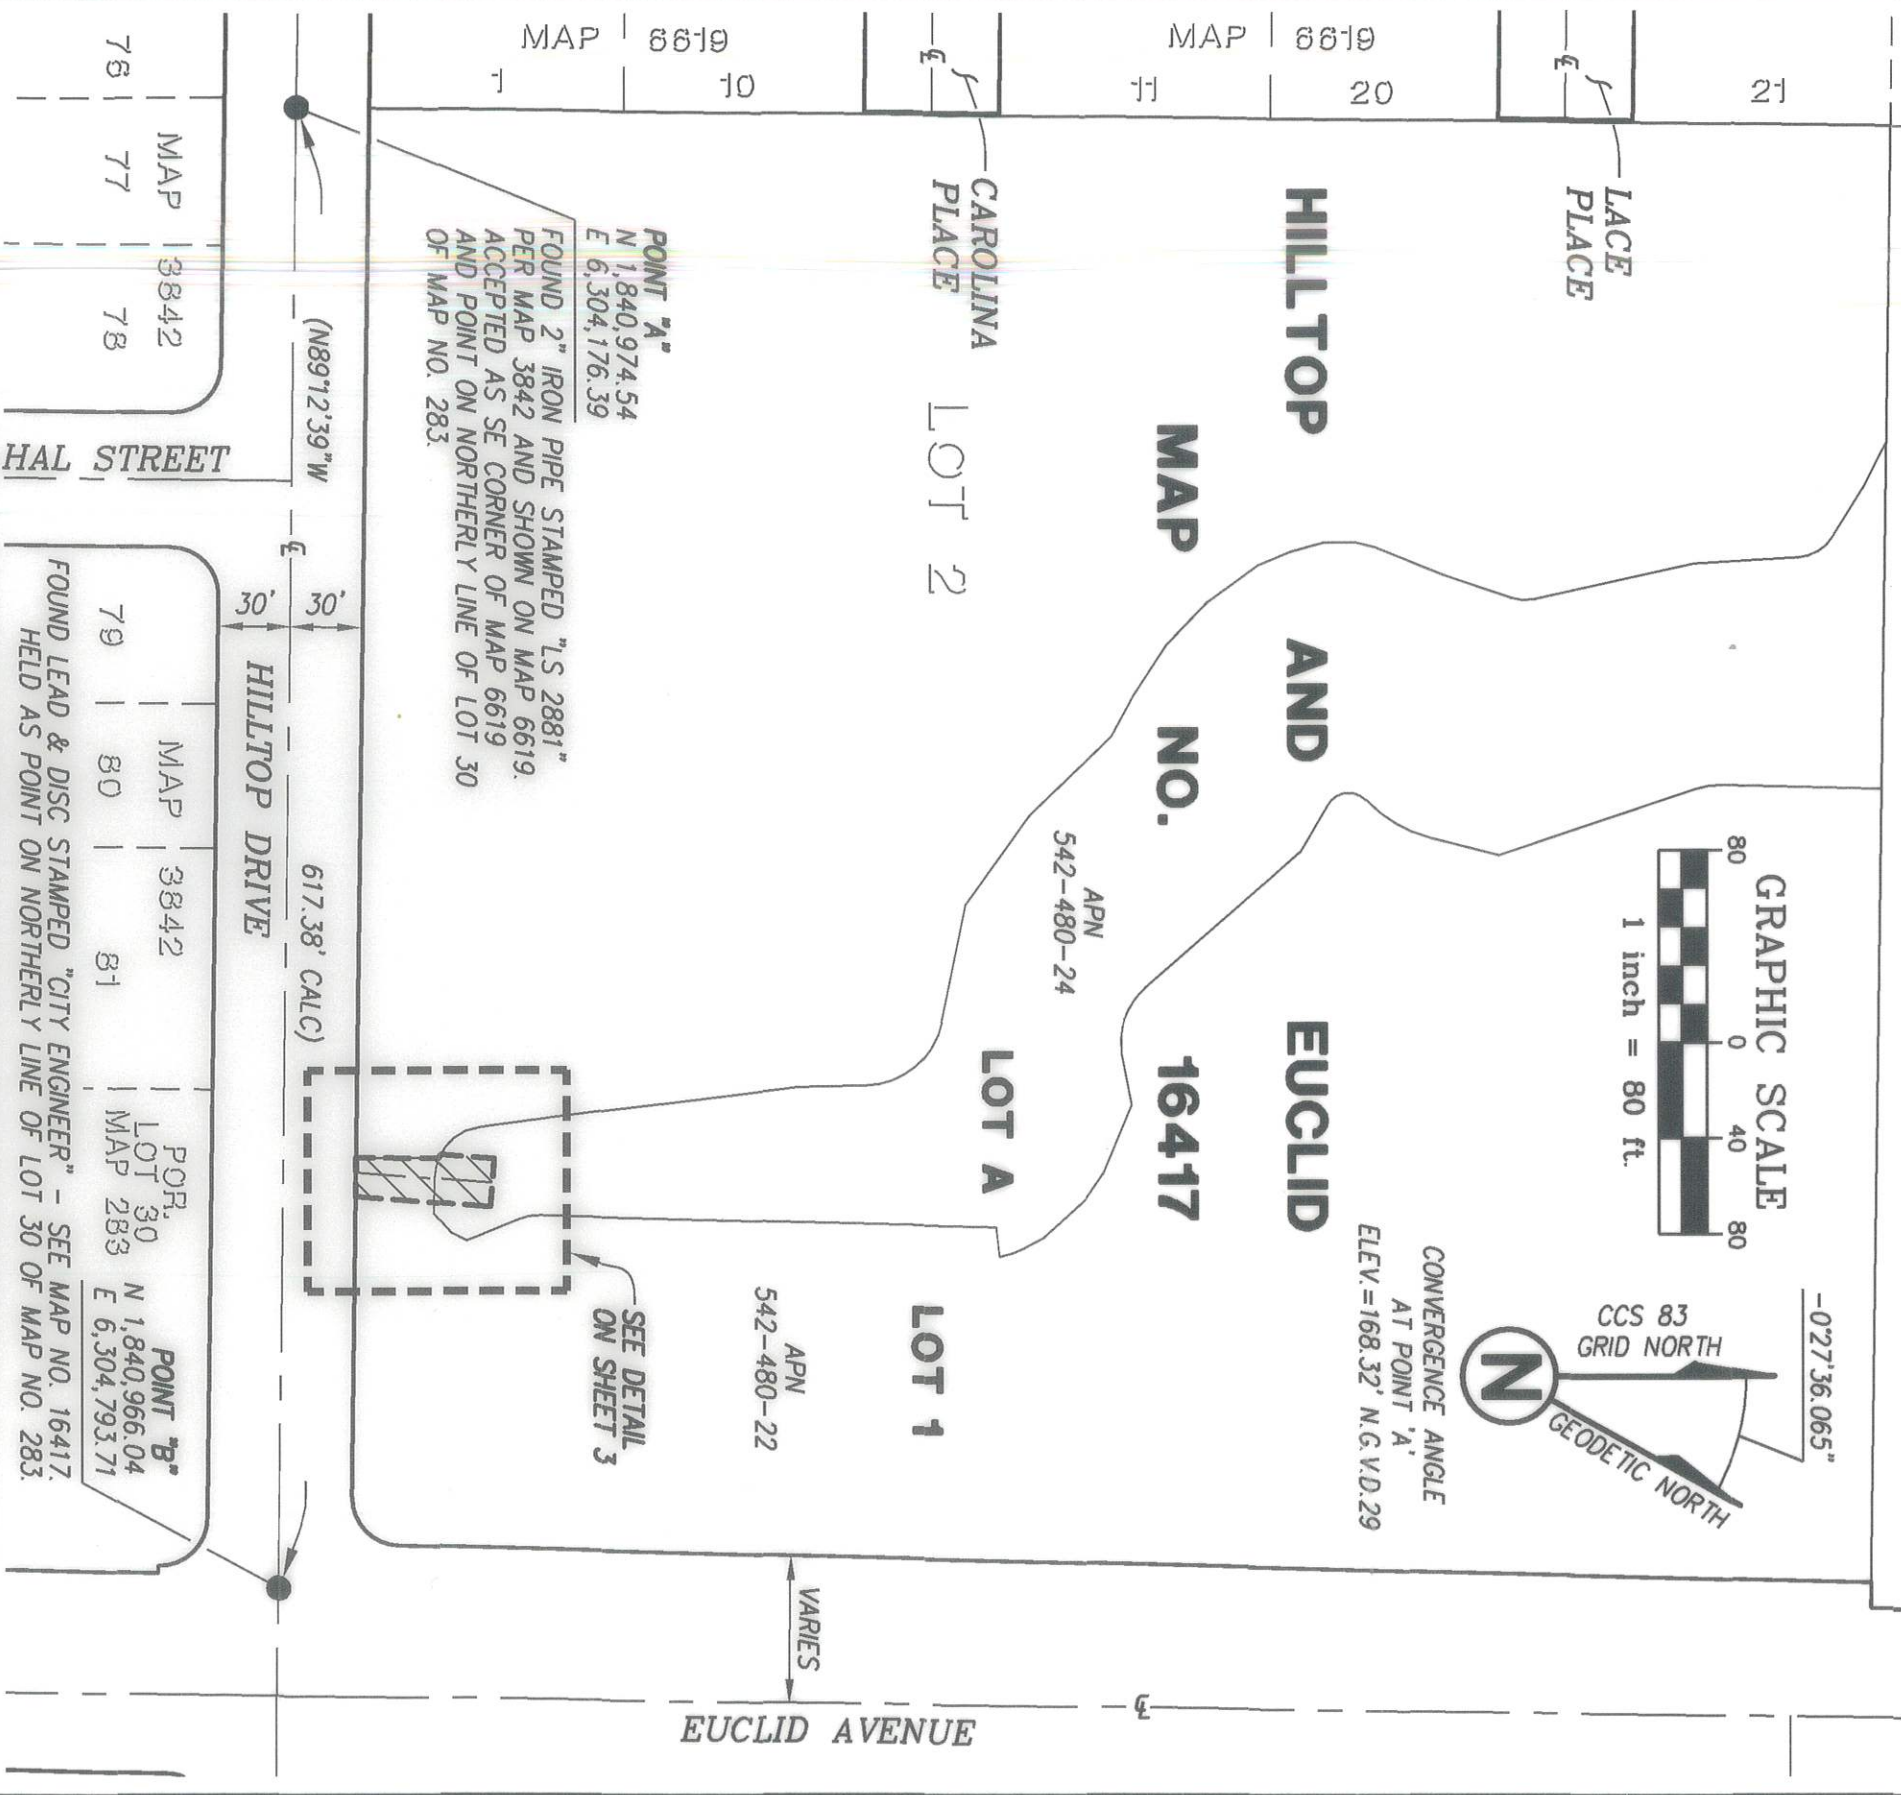 MAP | 6619
1
10
℄
MAP | 6619
11
20
℄
21
LACE
PLACE
CAROLINA
PLACE
HILLTOP AND EUCLID
MAP NO. 16417
LOT 2
APN
542-480-24
LOT A
LOT 1
APN
542-480-22
GRAPHIC SCALE
80 0 40 80
1 inch = 80 ft.
-0°27'36.065"
CCS 83
GRID NORTH
N
GEODETIC NORTH
CONVERGENCE ANGLE
AT POINT 'A'
ELEV.=168.32' N.G.V.D.29
POINT "A"
N 1,840,974.54
E 6,304,176.39
FOUND 2" IRON PIPE STAMPED "LS 2881"
PER MAP 3842 AND SHOWN ON MAP 6619.
ACCEPTED AS SE CORNER OF MAP 6619
AND POINT ON NORTHERLY LINE OF LOT 30
OF MAP NO. 283.
SEE DETAIL
ON SHEET 3
(N89°12'39"W 617.38' CALC)
℄
30' 30'
HILLTOP DRIVE
HAL STREET
MAP 3842
76 77 78
MAP 3842
79 80 81
POR.
LOT 30
MAP 283
POINT "B"
N 1,840,966.04
E 6,304,793.71
FOUND LEAD & DISC STAMPED "CITY ENGINEER" - SEE MAP NO. 16417.
HELD AS POINT ON NORTHERLY LINE OF LOT 30 OF MAP NO. 283.
VARIES
℄
EUCLID AVENUE